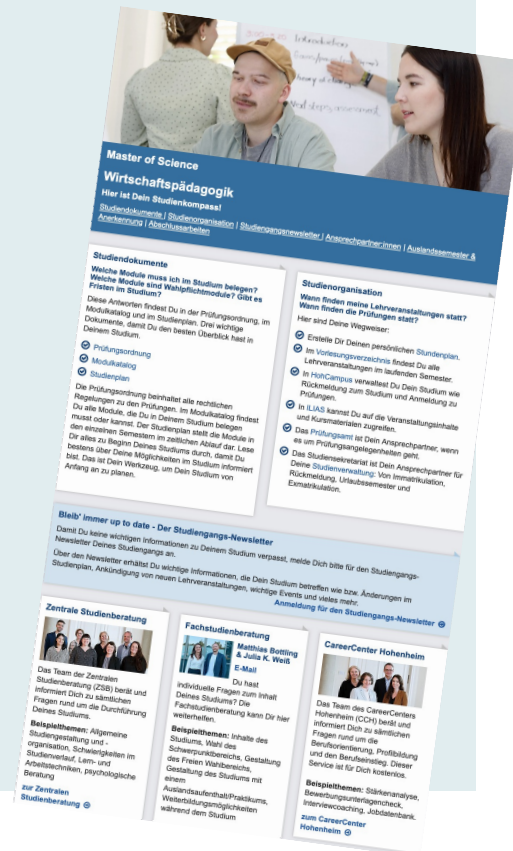 Introduction
Master of Science
Wirtschaftspädagogik
Hier ist Dein Studienkompass!
Studiendokumente | Studienorganisation | Studiengangsnewsletter | Ansprechpartner:innen | Auslandssemester &
Anerkennung | Abschlussarbeiten
Studiendokumente
Welche Module muss ich im Studium belegen?
Welche Module sind Wahlpflichtmodule? Gibt es
Fristen im Studium?
Diese Antworten findest Du in der Prüfungsordnung, im
Modulkatalog und im Studienplan. Drei wichtige
Dokumente, damit Du den besten Überblick hast in
Deinem Studium.
Prüfungsordnung
Modulkatalog
Studienplan
Die Prüfungsordnung beinhaltet alle rechtlichen
Regelungen zu den Prüfungen. Im Modulkatalog findest
Du alle Module, die Du in Deinem Studium belegen
musst oder kannst. Der Studienplan stellt die Module in
den einzelnen Semestern im zeitlichen Ablauf dar. Lese
Dir alles zu Beginn Deines Studiums durch, damit Du
bestens über Deine Möglichkeiten im Studium informiert
bist. Das ist Dein Werkzeug, um Dein Studium von
Anfang an zu planen.
Studienorganisation
Wann finden meine Lehrveranstaltungen statt?
Wann finden die Prüfungen statt?
Hier sind Deine Wegweiser:
Erstelle Dir Deinen persönlichen Stundenplan.
Im Vorlesungsverzeichnis findest Du alle
Lehrveranstaltungen im laufenden Semester.
In HohCampus verwaltest Du Dein Studium wie
Rückmeldung zum Studium und Anmeldung zu
Prüfungen.
In ILIAS kannst Du auf die Veranstaltungsinhalte
und Kursmaterialen zugreifen.
Das Prüfungsamt ist Dein Ansprechpartner, wenn
es um Prüfungsangelegenheiten geht.
Das Studiensekretariat ist Dein Ansprechpartner für
Deine Studienverwaltung: Von Immatrikulation,
Rückmeldung, Urlaubssemester und
Exmatrikulation.
Bleib' immer up to date - Der Studiengangs-Newsletter
Damit Du keine wichtigen Informationen zu Deinem Studium verpasst, melde Dich bitte für den Studiengangs-
Newsletter Deines Studiengangs an.
Über den Newsletter erhältst Du wichtige Informationen, die Dein Studium betreffen wie bzw. Änderungen im
Studienplan, Ankündigung von neuen Lehrveranstaltungen, wichtige Events und vieles mehr.
Anmeldung für den Studiengangs-Newsletter
Zentrale Studienberatung
Das Team der Zentralen
Studienberatung (ZSB) berät und
informiert Dich zu sämtlichen
Fragen rund um die Durchführung
Deines Studiums.
Beispielthemen: Allgemeine
Studiengestaltung und -
organisation, Schwierigkeiten im
Studienverlauf, Lern- und
Arbeitstechniken, psychologische
Beratung
zur Zentralen
Studienberatung
Fachstudienberatung
Matthias Bottling
& Julia K. Weiß
E-Mail
Du hast
individuelle Fragen zum Inhalt
Deines Studiums? Die
Fachstudienberatung kann Dir hier
weiterhelfen.
Beispielthemen: Inhalte des
Studiums, Wahl des
Schwerpunktbereichs, Gestaltung
des Freien Wahlbereichs,
Gestaltung des Studiums mit
einem
Auslandsaufenthalt/Praktikums,
Weiterbildungsmöglichkeiten
während dem Studium
CareerCenter Hohenheim
Das Team des CareerCenters
Hohenheim (CCH) berät und
informiert Dich zu sämtlichen
Fragen rund um die
Berufsorientierung, Profilbildung
und den Berufseinstieg. Dieser
Service ist für Dich kostenlos.
Beispielthemen: Stärkenanalyse,
Bewerbungsunterlagencheck,
Interviewcoaching, Jobdatenbank.
zum CareerCenter
Hohenheim